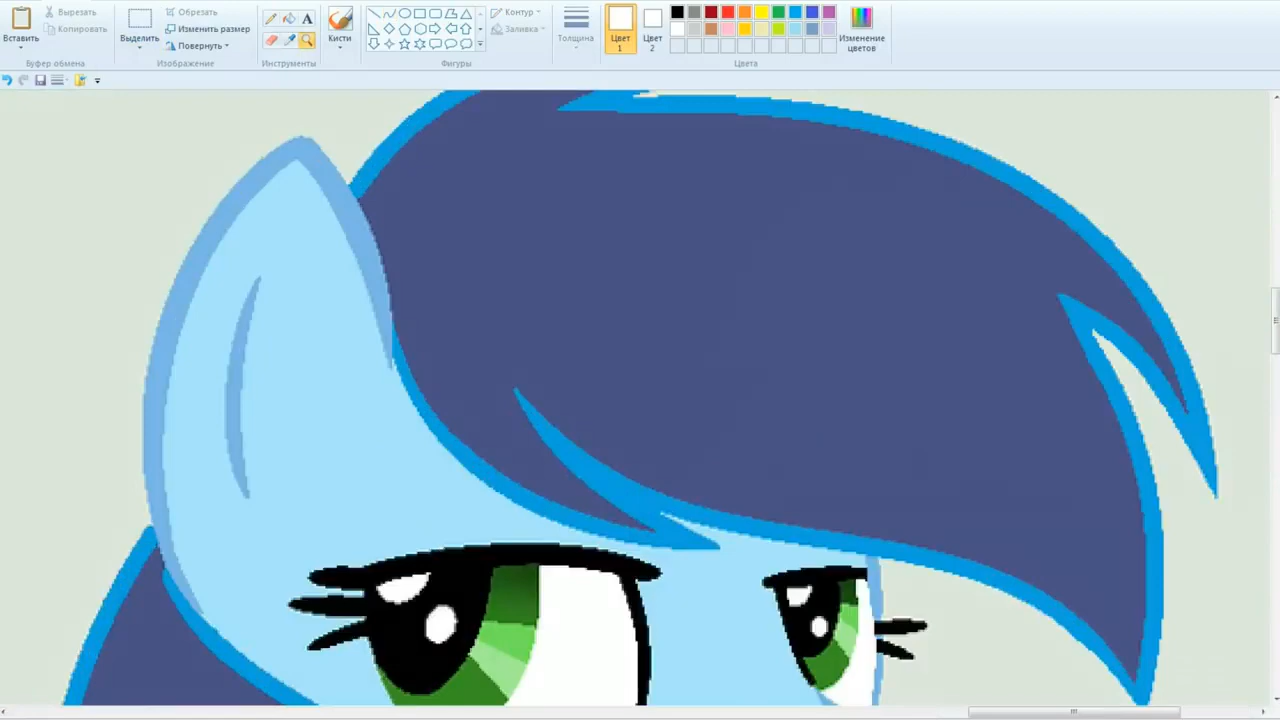 Вставить
Вырезать
Копировать
Буфер обмена
Выделить
Обрезать
Изменить размер
Повернуть
Изображение
A
Инструменты
Кисти
Контур
Заливка
Фигуры
Толщина
Цвет
1
Цвет
2
Изменение
цветов
Цвета